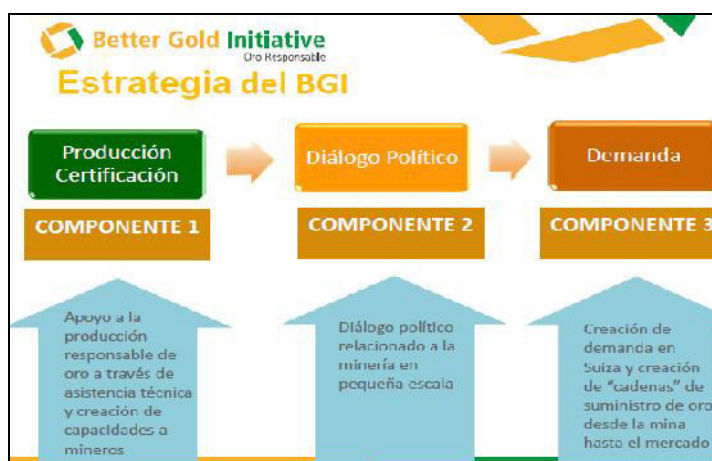 Better Gold Initiative
Oro Responsable
Estrategia del BGI
Producción
Certificación
Diálogo Político
Demanda
COMPONENTE 1
COMPONENTE 2
COMPONENTE 3
Apoyo a la
producción
responsable de
oro a través de
asistencia técnica
y creación de
capacidades a
mineros
Diálogo político
relacionado a la
minería en
pequeña escala
Creación de
demanda en
Suiza y creación
de "cadenas" de
suministro de oro
desde la mina
hasta el mercado